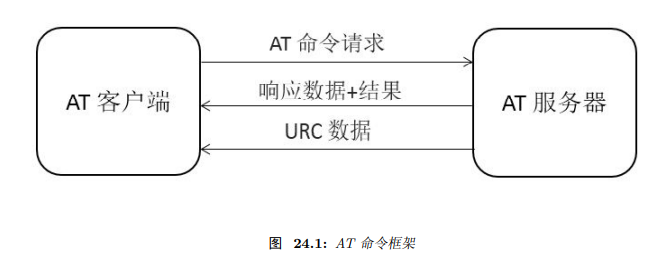 AT 命令请求
AT 客户端
响应数据+结果
AT 服务器
URC 数据
图 24.1: AT 命令框架